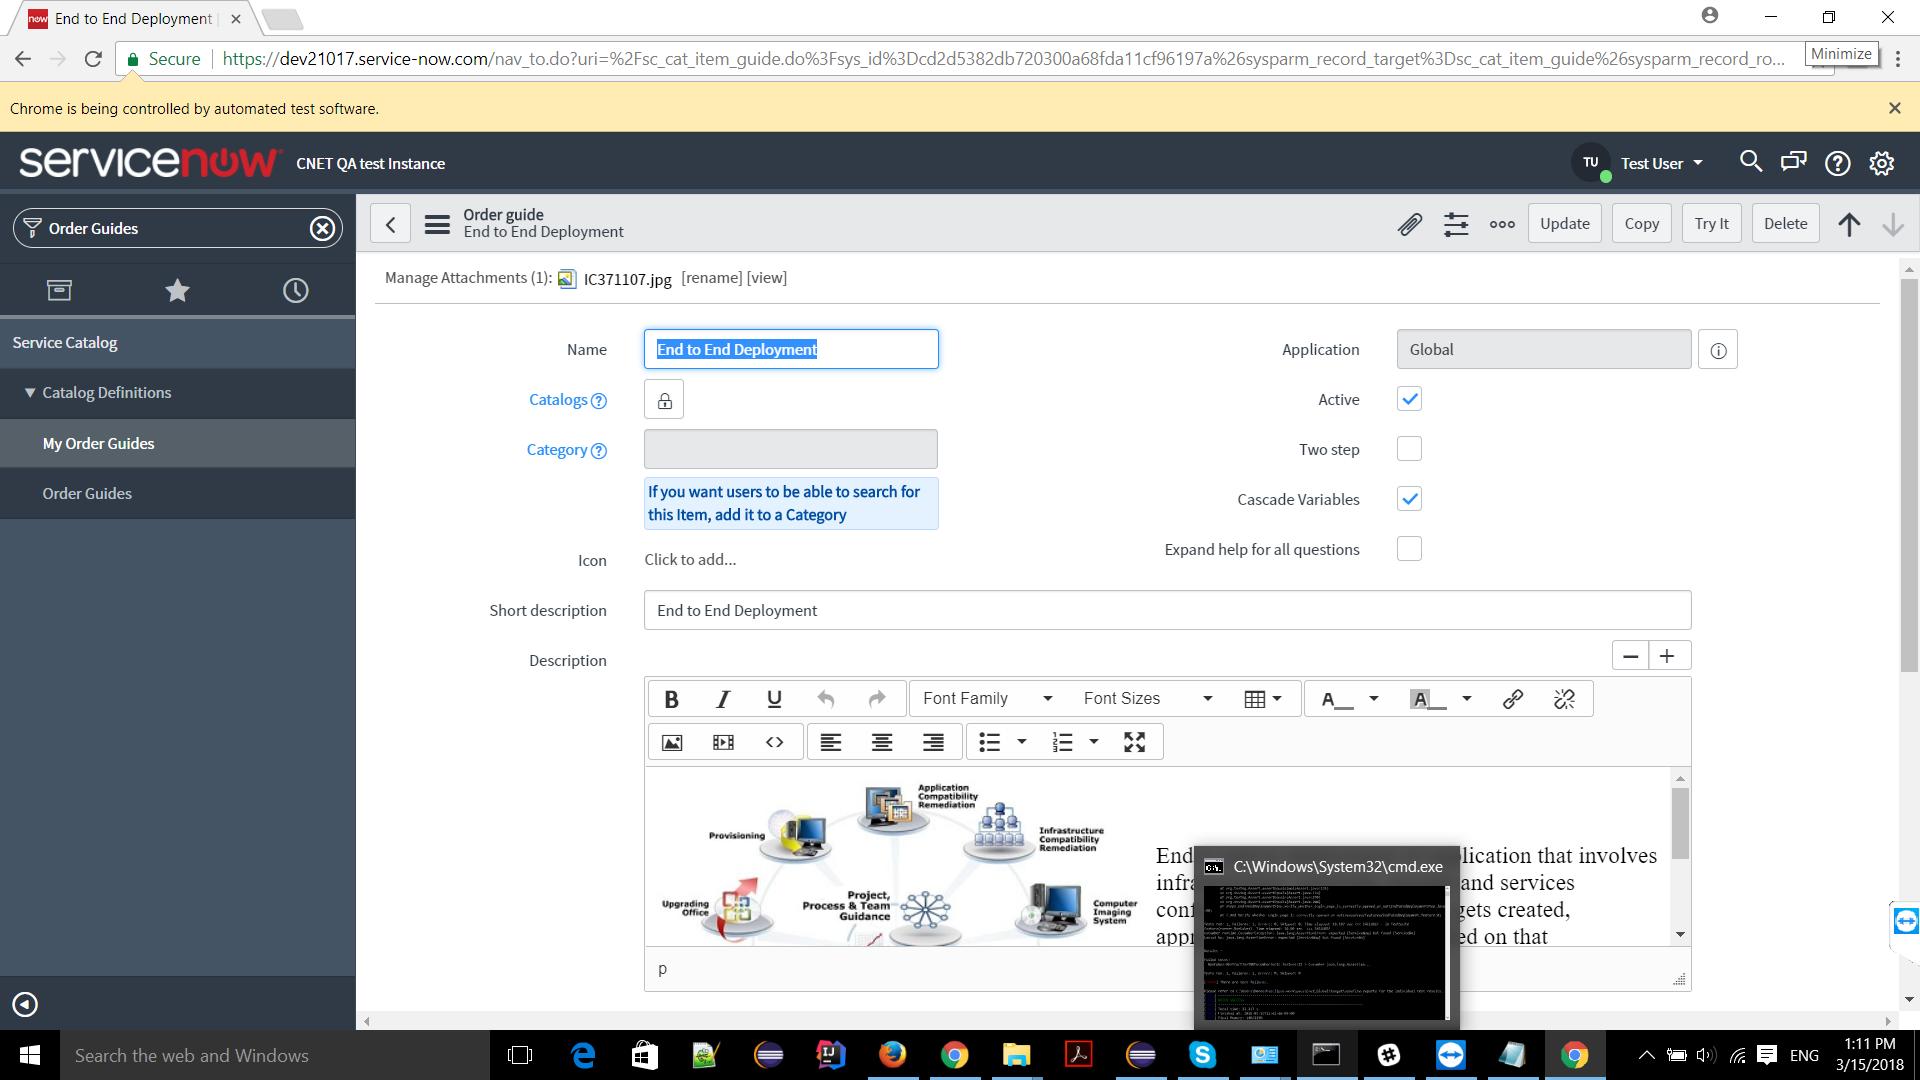 End to End Deployment
Minimize
Secure
https://dev21017.service-now.com/nav_to.do?uri=%2Fsc_cat_item_guide.do%3Fsys_id%3Dcd2d5382db720300a68fda11cf96197a%26sysparm_record_target%3Dsc_cat_item_guide%26sysparm_record_ro...
Chrome is being controlled by automated test software.
servicenow CNET QA test Instance
TU Test User
Order Guides
Order guide
End to End Deployment
Update Copy Try It Delete
Manage Attachments (1): IC371107.jpg [rename] [view]
Service Catalog
Catalog Definitions
My Order Guides
Order Guides
Name End to End Deployment
Application Global
Catalogs
Active
Category
Two step
If you want users to be able to search for
this Item, add it to a Category
Cascade Variables
Expand help for all questions
Icon Click to add...
Short description End to End Deployment
Description
B I U Font Family Font Sizes A A
Application
Compatibility
Remediation
Provisioning
Infrastructure
Compatibility
Remediation
Upgrading
Office
Project,
Process & Team
Guidance
Computer
Imaging
System
End
lication that involves
infra
and services
conf
gets created,
appr
ed on that
p
C:\Windows\System32\cmd.exe
Search the web and Windows
ENG
1:11 PM
3/15/2018